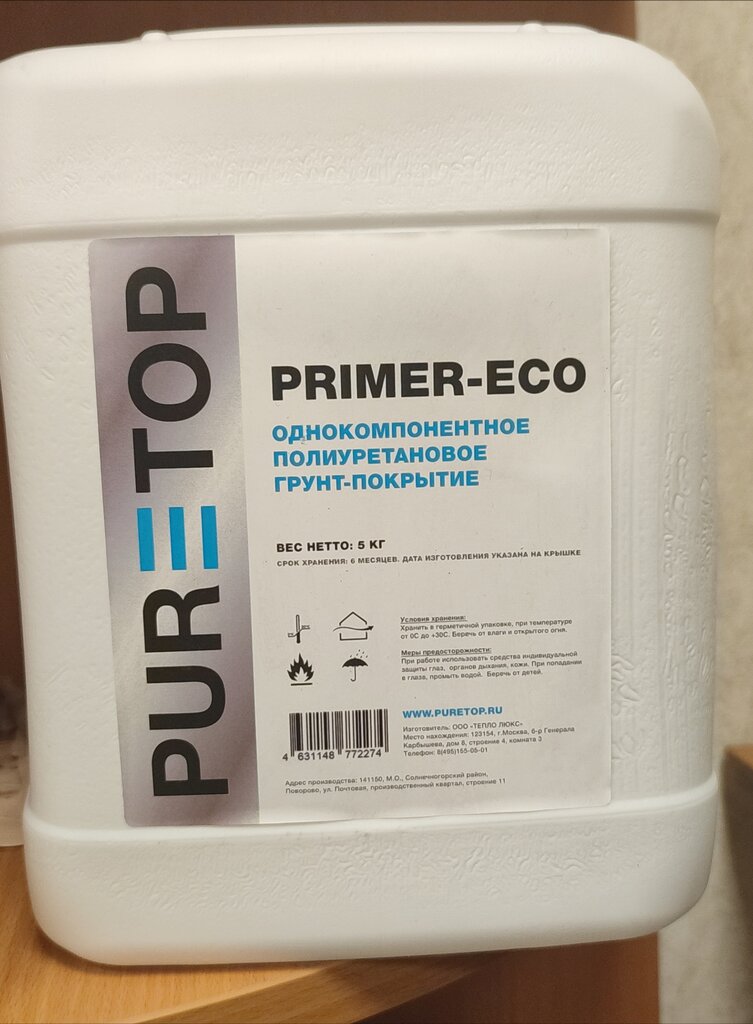 PURETOP
PRIMER-ECO
ОДНОКОМПОНЕНТНОЕ
ПОЛИУРЕТАНОВОЕ
ГРУНТ-ПОКРЫТИЕ
ВЕС НЕТТО: 5 КГ
СРОК ХРАНЕНИЯ: 6 МЕСЯЦЕВ. ДАТА ИЗГОТОВЛЕНИЯ УКАЗАНА НА КРЫШКЕ
Условия хранения:
Хранить в герметичной упаковке, при температуре
от 0С до +30С. Беречь от влаги и открытого огня.
Меры предосторожности:
При работе использовать средства индивидуальной
защиты глаз, органов дыхания, кожи. При попадании
в глаза, промыть водой. Беречь от детей.
WWW.PURETOP.RU
Изготовитель: ООО «ТЕПЛО ЛЮКС»
Место нахождения: 123154, г.Москва, б-р Генерала
Карбышева, дом 8, строение 4, комната 3
Телефон: 8(495)155-05-01
4 631148 772274
Адрес производства: 141150, М.О., Солнечногорский район,
Поворово, ул. Почтовая, производственный квартал, строение 11